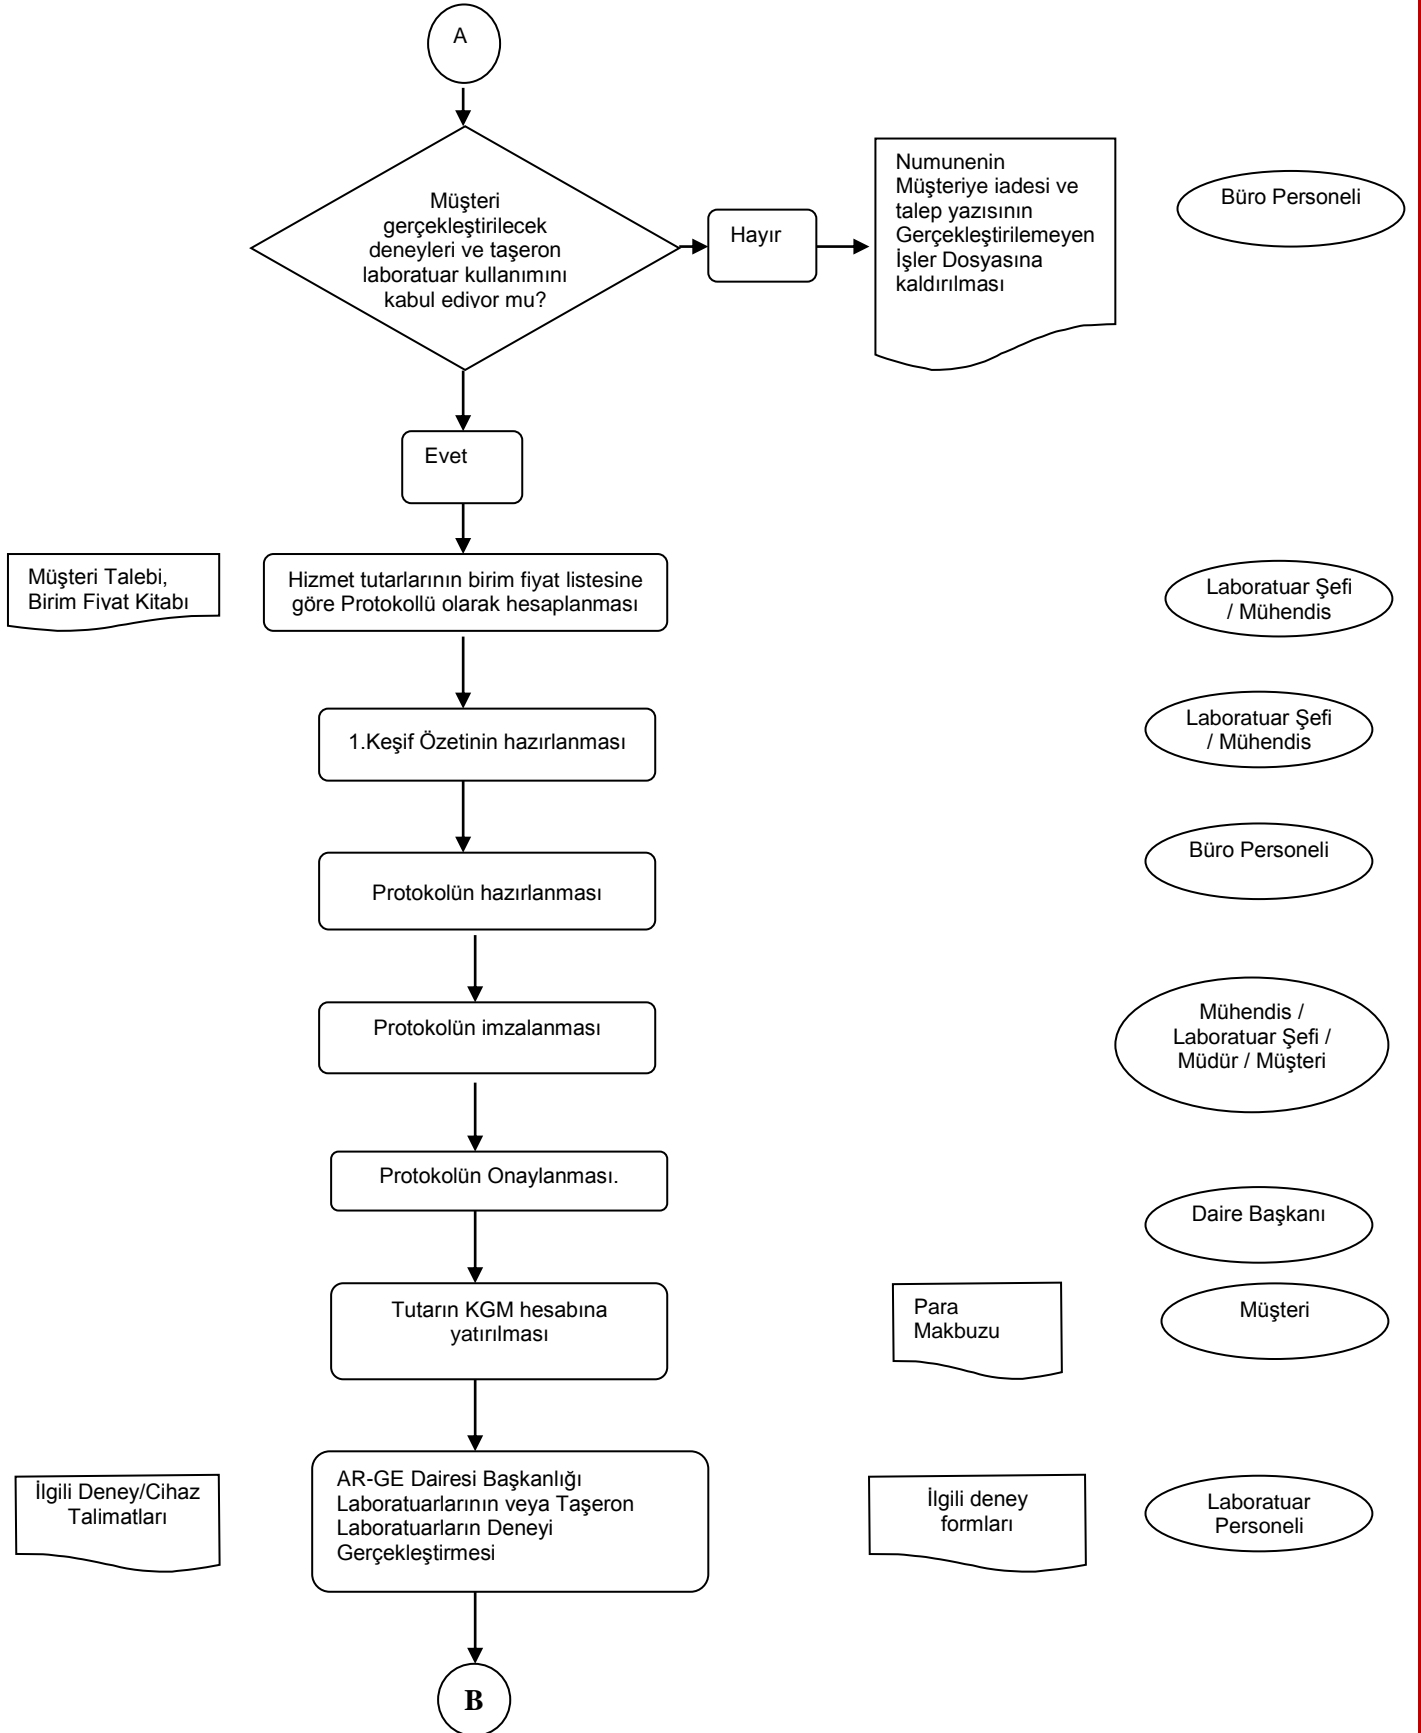 A
Müşteri
gerçekleştirilecek
deneyleri ve taşeron
laboratuar kullanımını
kabul ediyor mu?
Hayır
Numunenin
Müşteriye iadesi ve
talep yazısının
Gerçekleştirilemeyen
İşler Dosyasına
kaldırılması
Büro Personeli
Evet
Müşteri Talebi,
Birim Fiyat Kitabı
Hizmet tutarlarının birim fiyat listesine
göre Protokollü olarak hesaplanması
Laboratuar Şefi
/ Mühendis
1.Keşif Özetinin hazırlanması
Laboratuar Şefi
/ Mühendis
Protokolün hazırlanması
Büro Personeli
Protokolün imzalanması
Mühendis /
Laboratuar Şefi /
Müdür / Müşteri
Protokolün Onaylanması.
Daire Başkanı
Tutarın KGM hesabına
yatırılması
Para
Makbuzu
Müşteri
İlgili Deney/Cihaz
Talimatları
AR-GE Dairesi Başkanlığı
Laboratuarlarının veya Taşeron
Laboratuarların Deneyi
Gerçekleştirmesi
İlgili deney
formları
Laboratuar
Personeli
B